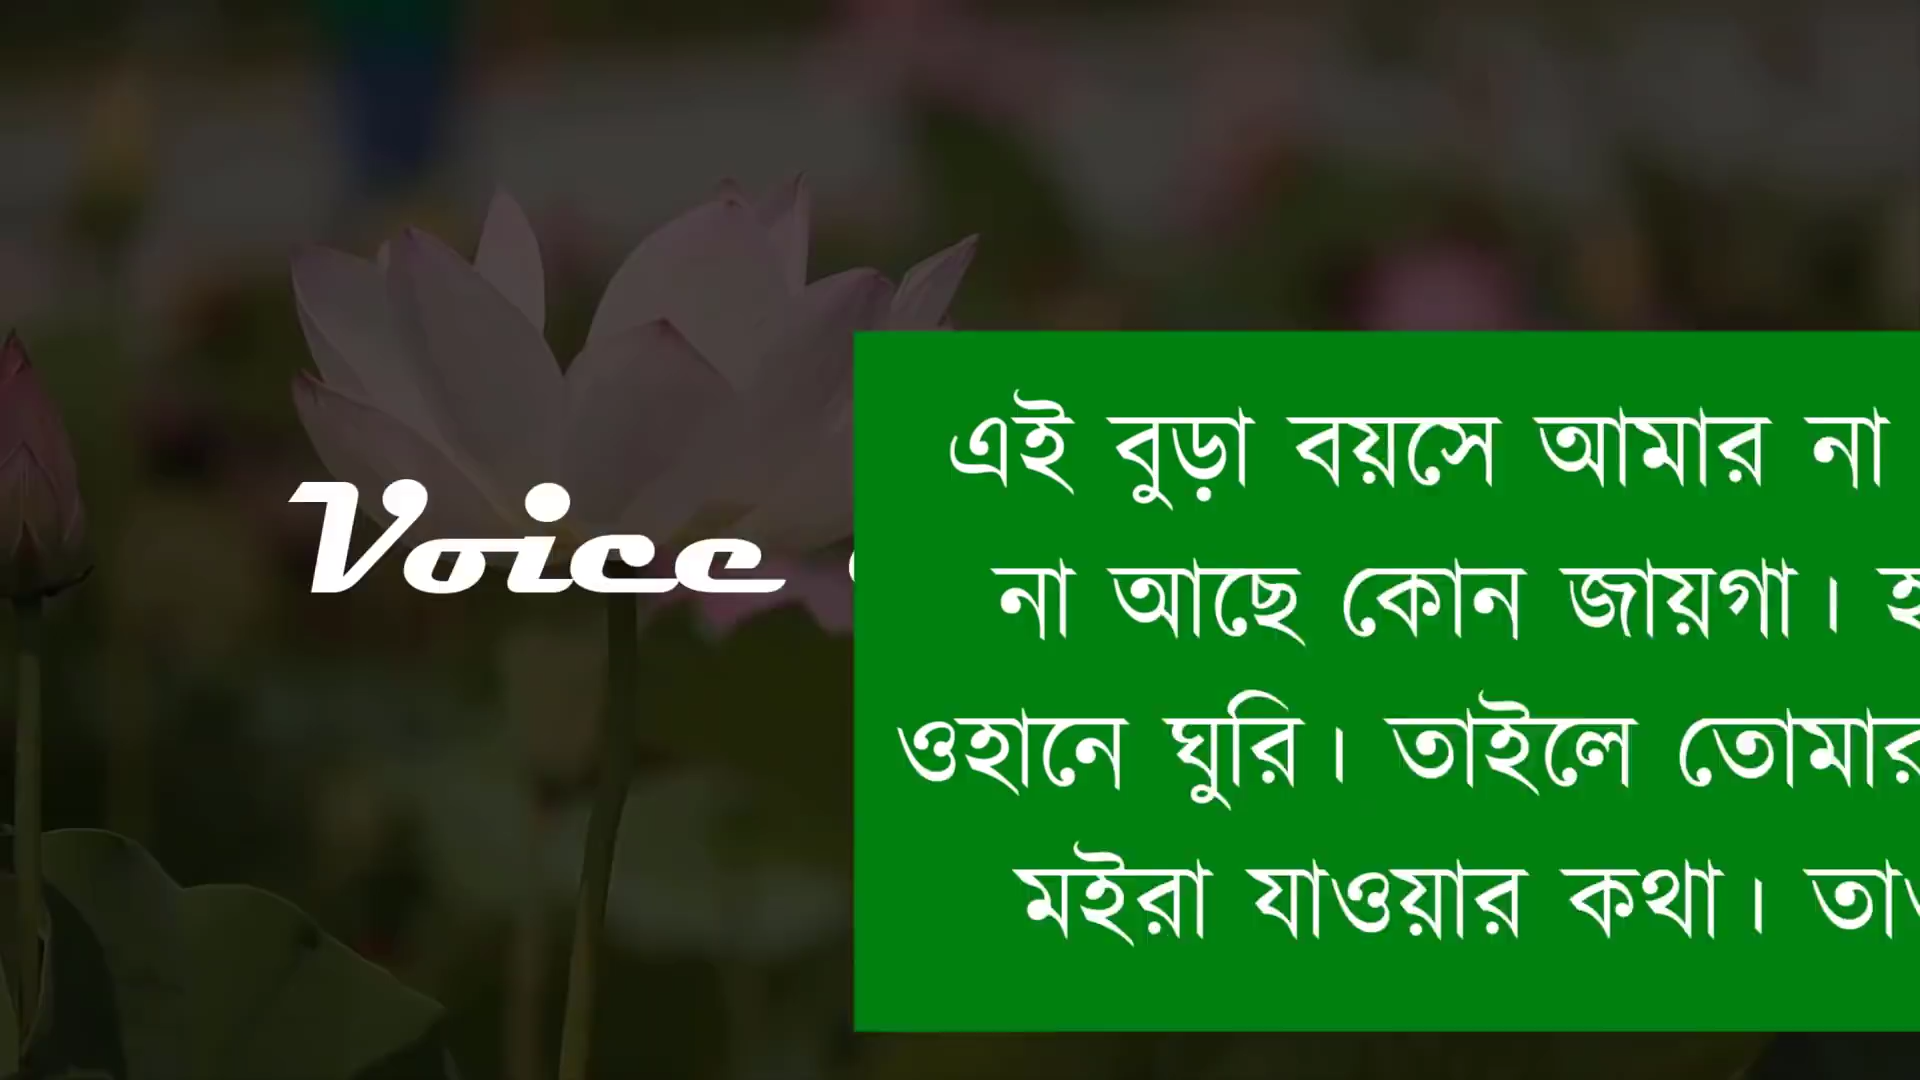 Voice
এই বুড়া বয়সে আমার না
না আছে কোন জায়গা।
ওহানে ঘুরি। তাইলে তোমার
মইরা যাওয়ার কথা।